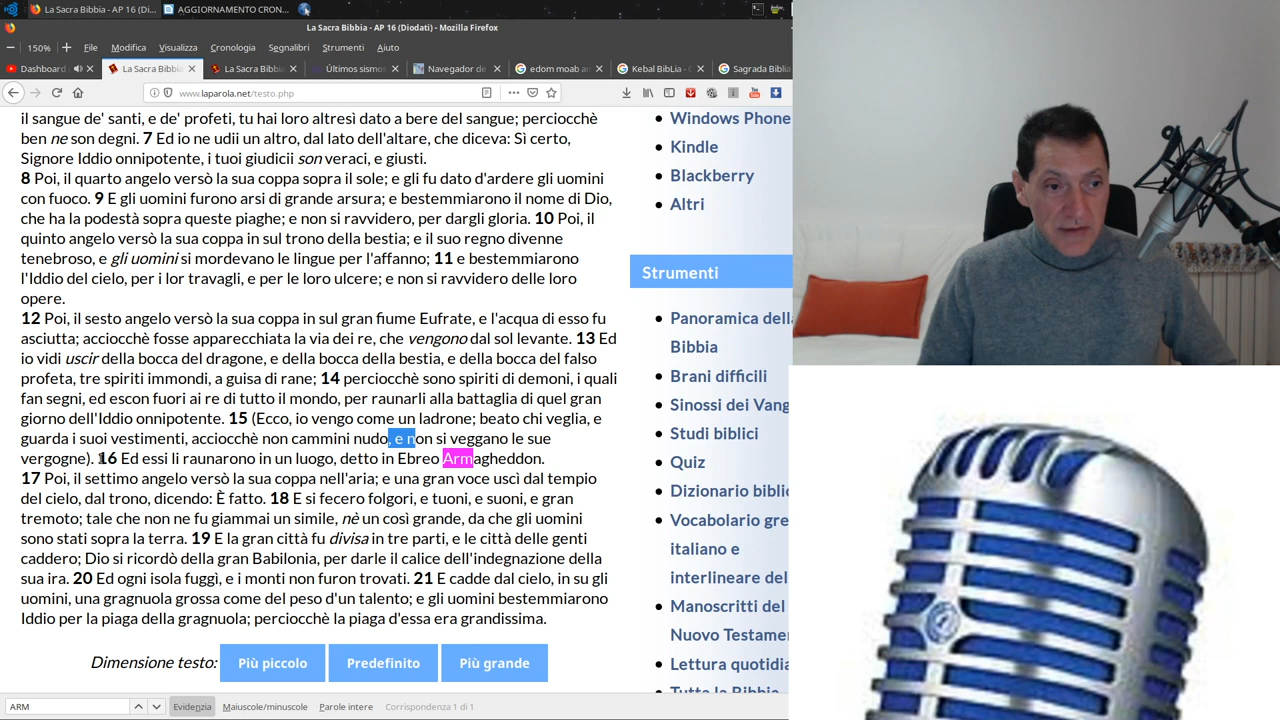 La Sacra Bibbia - AP 16 (Di...
AGGIORNAMENTO CRON...
La Sacra Bibbia - AP 16 (Diodati) - Mozilla Firefox
150%
File
Modifica
Visualizza
Cronologia
Segnalibri
Strumenti
Aiuto
Dashboard
La Sacra Bibbia
La Sacra Bibbi
Últimos sismos
Navegador de
edom moab an
Kebal BibLia - G
Sagrada Biblia
www.laparola.net/testo.php
il sangue de' santi, e de' profeti, tu hai loro altresì dato a bere del sangue; perciocchè
ben ne son degni. 7 Ed io ne udii un altro, dal lato dell'altare, che diceva: Sì certo,
Signore Iddio onnipotente, i tuoi giudicii son veraci, e giusti.
8 Poi, il quarto angelo versò la sua coppa sopra il sole; e gli fu dato d'ardere gli uomini
con fuoco. 9 E gli uomini furono arsi di grande arsura; e bestemmiarono il nome di Dio,
che ha la podestà sopra queste piaghe; e non si ravvidero, per dargli gloria. 10 Poi, il
quinto angelo versò la sua coppa in sul trono della bestia; e il suo regno divenne
tenebroso, e gli uomini si mordevano le lingue per l'affanno; 11 e bestemmiarono
l'Iddio del cielo, per i lor travagli, e per le loro ulcere; e non si ravvidero delle loro
opere.
12 Poi, il sesto angelo versò la sua coppa in sul gran fiume Eufrate, e l'acqua di esso fu
asciutta; acciocchè fosse apparecchiata la via dei re, che vengono dal sol levante. 13 Ed
io vidi uscir della bocca del dragone, e della bocca della bestia, e della bocca del falso
profeta, tre spiriti immondi, a guisa di rane; 14 perciocchè sono spiriti di demoni, i quali
fan segni, ed escon fuori ai re di tutto il mondo, per raunarli alla battaglia di quel gran
giorno dell'Iddio onnipotente. 15 (Ecco, io vengo come un ladrone; beato chi veglia, e
guarda i suoi vestimenti, acciocchè non cammini nudo, e non si veggano le sue
vergogne). 16 Ed essi li raunarono in un luogo, detto in Ebreo Armagheddon.
17 Poi, il settimo angelo versò la sua coppa nell'aria; e una gran voce uscì dal tempio
del cielo, dal trono, dicendo: È fatto. 18 E si fecero folgori, e tuoni, e suoni, e gran
tremoto; tale che non ne fu giammai un simile, nè un così grande, da che gli uomini
sono stati sopra la terra. 19 E la gran città fu divisa in tre parti, e le città delle genti
caddero; Dio si ricordò della gran Babilonia, per darle il calice dell'indegnazione della
sua ira. 20 Ed ogni isola fuggì, e i monti non furon trovati. 21 E cadde dal cielo, in su gli
uomini, una gragnuola grossa come del peso d'un talento; e gli uomini bestemmiarono
Iddio per la piaga della gragnuola; perciocchè la piaga d'essa era grandissima.
Dimensione testo:
Più piccolo
Predefinito
Più grande
Windows Phone
Kindle
Blackberry
Altri
Strumenti
Panoramica della
Bibbia
Brani difficili
Sinossi dei Vang
Studi biblici
Quiz
Dizionario biblic
Vocabolario gre
italiano e
interlineare del
Manoscritti del
Nuovo Testamen
Lettura quotidia
Tutta la Bibbia
ARM
Evidenzia
Maiuscole/minuscole
Parole intere
Corrispondenza 1 di 1